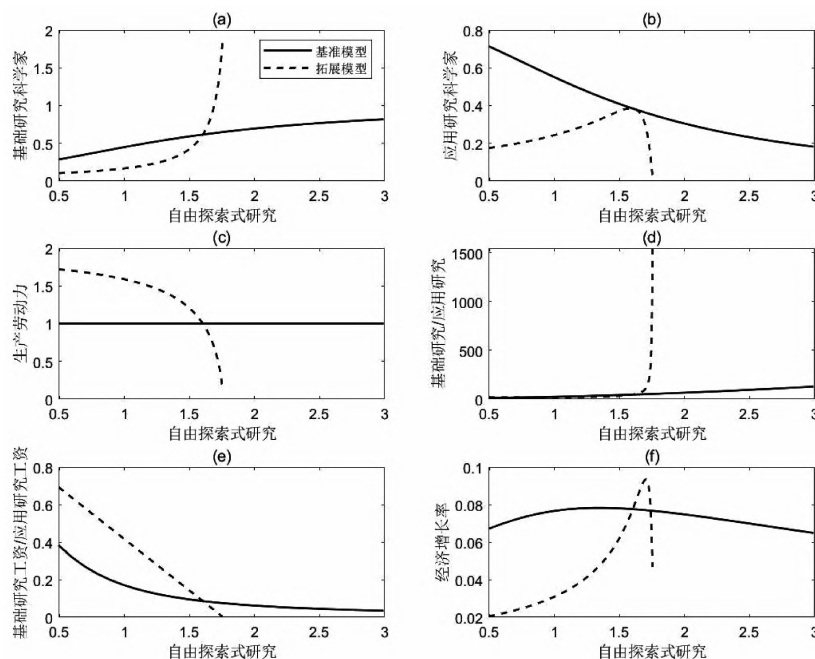 (a)
2
1.5
1
0.5
0
基础研究科学家
基准模型
拓展模型
0.5 1 1.5 2 2.5 3
自由探索式研究
(b)
0.8
0.6
0.4
0.2
0
应用研究科学家
0.5 1 1.5 2 2.5 3
自由探索式研究
(c)
2
1.5
1
0.5
0
生产劳动力
0.5 1 1.5 2 2.5 3
自由探索式研究
(d)
1500
1000
500
0
基础研究/应用研究
0.5 1 1.5 2 2.5 3
自由探索式研究
(e)
0.8
0.6
0.4
0.2
0
基础研究工资/应用研究工资
0.5 1 1.5 2 2.5 3
自由探索式研究
(f)
0.1
0.08
0.06
0.04
0.02
经济增长率
0.5 1 1.5 2 2.5 3
自由探索式研究